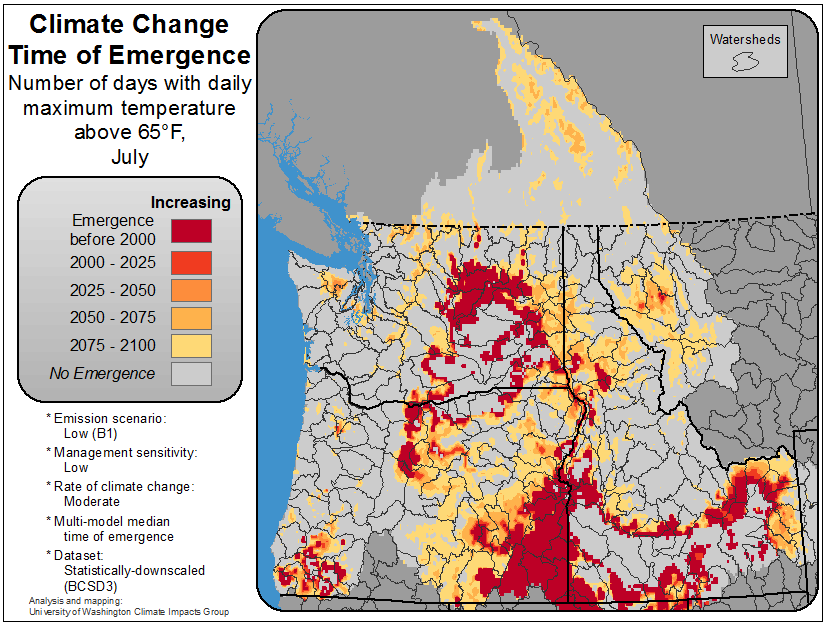 Climate Change
Time of Emergence
Number of days with daily
maximum temperature
above 65°F,
July
Watersheds
Increasing
Emergence
before 2000
2000 - 2025
2025 - 2050
2050 - 2075
2075 - 2100
No Emergence
* Emission scenario:
Low (B1)
* Management sensitivity:
Low
* Rate of climate change:
Moderate
* Multi-model median
time of emergence
* Dataset:
Statistically-downscaled
(BCSD3)
Analysis and mapping:
University of Washington Climate Impacts Group